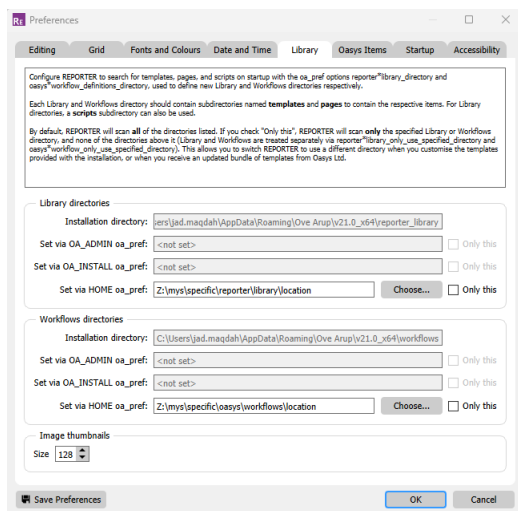 RE Preferences
Editing Grid Fonts and Colours Date and Time Library Oasys Items Startup Accessibility
Configure REPORTER to search for templates, pages, and scripts on startup with the oa_pref options reporter*library_directory and
oasys*workflow_definitions_directory, used to define new Library and Workflows directories respectively.
Each Library and Workflows directory should contain subdirectories named templates and pages to contain the respective items. For Library
directories, a scripts subdirectory can also be used.
By default, REPORTER will scan all of the directories listed. If you check "Only this", REPORTER will scan only the specified Library or Workflows
directory, and none of the directories above it (Library and Workflows are treated separately via reporter*library_only_use_specified_directory and
oasys*workflow_only_use_specified_directory). This allows you to switch REPORTER to use a different directory when you customise the templates
provided with the installation, or when you receive an updated bundle of templates from Oasys Ltd.
Library directories
Installation directory: sers\jad.maqdah\AppData\Roaming\Ove Arup\v21.0_x64\reporter_library
Set via OA_ADMIN oa_pref: <not set> Only this
Set via OA_INSTALL oa_pref: <not set> Only this
Set via HOME oa_pref: Z:\mys\specific\reporter\library\location Choose... Only this
Workflows directories
Installation directory: C:\Users\jad.maqdah\AppData\Roaming\Ove Arup\v21.0_x64\workflows
Set via OA_ADMIN oa_pref: <not set> Only this
Set via OA_INSTALL oa_pref: <not set> Only this
Set via HOME oa_pref: Z:\mys\specific\oasys\workflows\location Choose... Only this
Image thumbnails
Size 128
Save Preferences OK Cancel